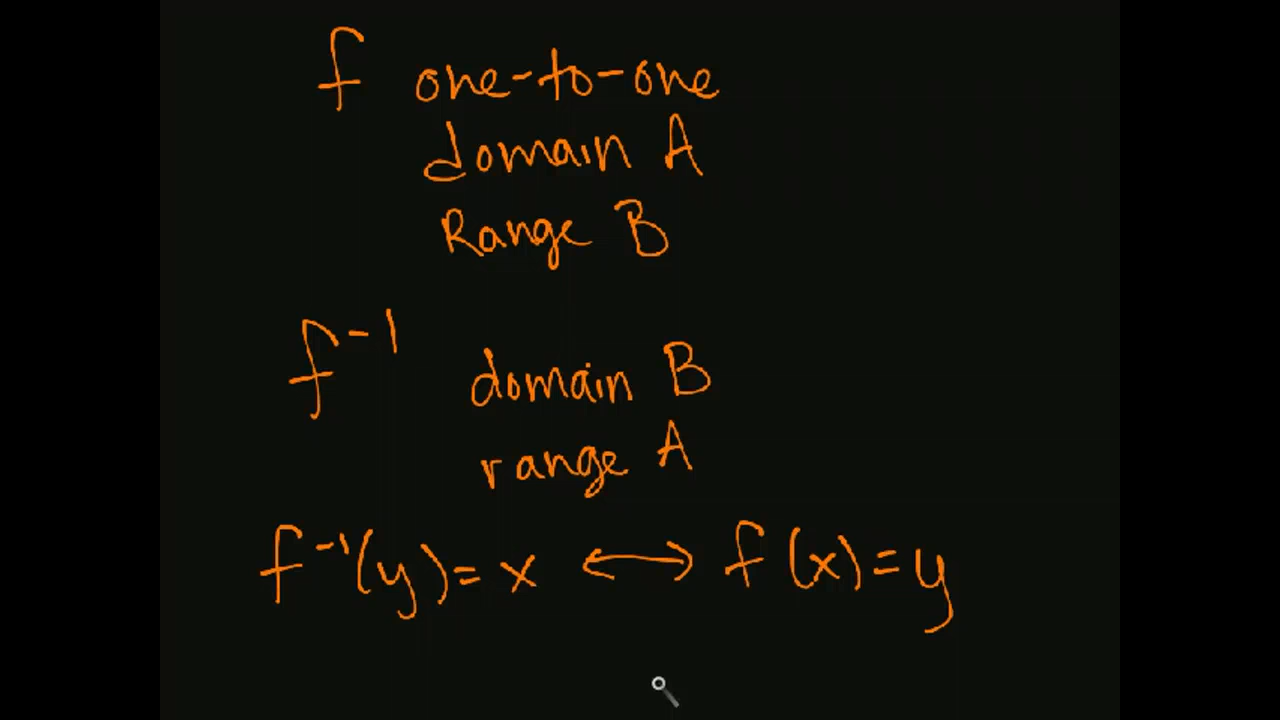 f one-to-one
domain A
Range B
f⁻¹ domain B
range A
f⁻¹(y) = x ↔ f(x) = y